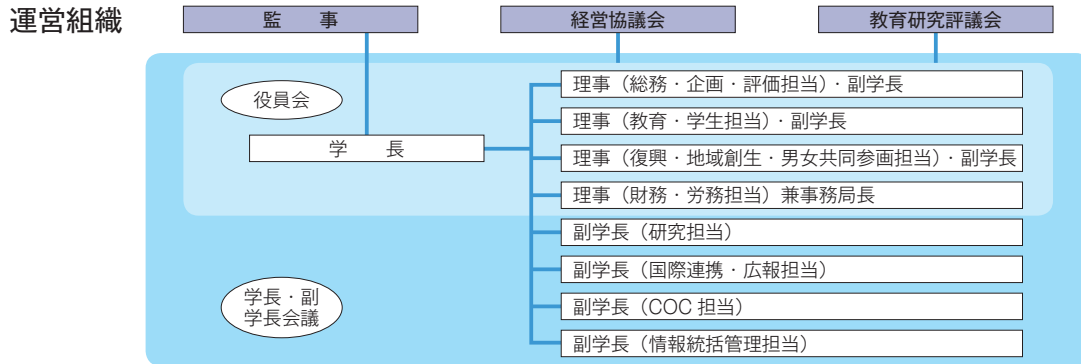 運営組織
監　事
経営協議会
教育研究評議会
役員会
学　長
理事（総務・企画・評価担当）・副学長
理事（教育・学生担当）・副学長
理事（復興・地域創生・男女共同参画担当）・副学長
理事（財務・労務担当）兼事務局長
副学長（研究担当）
副学長（国際連携・広報担当）
副学長（COC 担当）
副学長（情報統括管理担当）
学長・副
学長会議